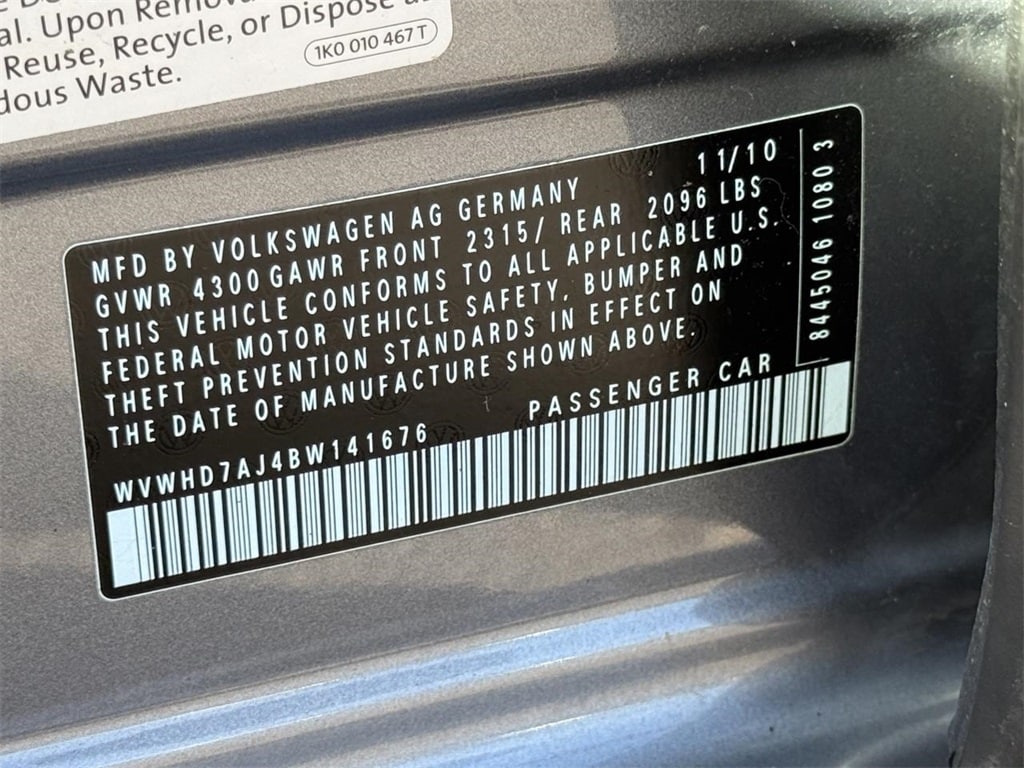 al. Upon
Reuse, Recycle, or Dispose
dous Waste.
1K0 010 467 T
11/10
MFD BY VOLKSWAGEN AG GERMANY
GVWR 4300 GAWR FRONT 2315/ REAR 2096 LBS
THIS VEHICLE CONFORMS TO ALL APPLICABLE U.S.
FEDERAL MOTOR VEHICLE SAFETY, BUMPER AND
THEFT PREVENTION STANDARDS IN EFFECT ON
THE DATE OF MANUFACTURE SHOWN ABOVE.
PASSENGER CAR
WVWHD7AJ4BW141676
8445046 1080 3